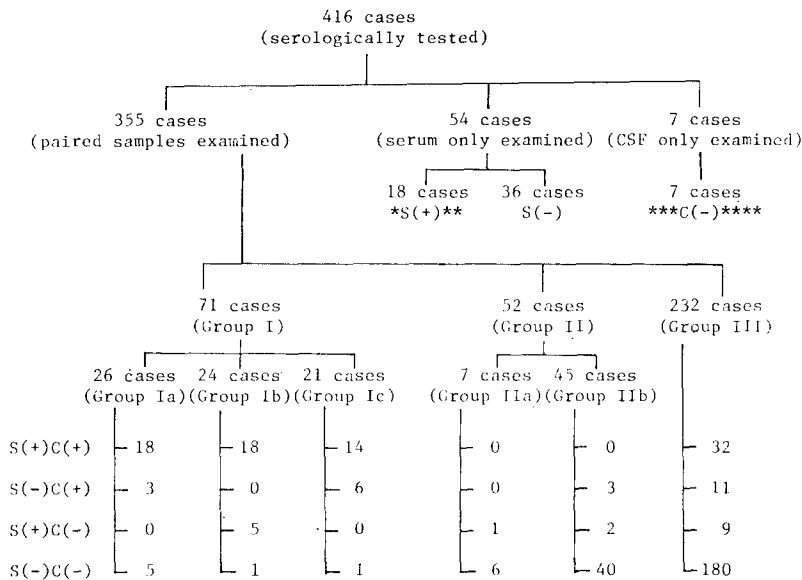 416 cases
(serologically tested)
355 cases 54 cases 7 cases
(paired samples examined) (serum only examined) (CSF only examined)
18 cases 36 cases 7 cases
*S(+)** S(-) ***C(-)****
71 cases 52 cases 232 cases
(Group I) (Group II) (Group III)
26 cases 24 cases 21 cases 7 cases 45 cases
(Group Ia) (Group Ib) (Group Ic) (Group IIa) (Group IIb)
S(+)C(+) 18 18 14 0 0 32
S(-)C(+) 3 0 6 0 3 11
S(+)C(-) 0 5 0 1 2 9
S(-)C(-) 5 1 1 6 40 180